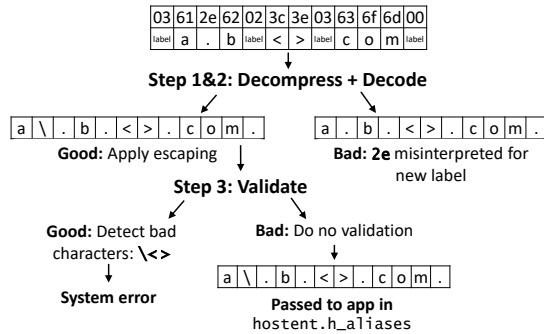 03 61 2e 62 02 3c 3e 03 63 6f 6d 00
label a . b label < > label c o m label
Step 1&2: Decompress + Decode
a \ . b . < > . c o m .
a . b . < > . c o m .
Good: Apply escaping
Bad: 2e misinterpreted for
new label
Step 3: Validate
Good: Detect bad
characters: \<>
Bad: Do no validation
a \ . b . < > . c o m .
System error
Passed to app in
hostent.h_aliases